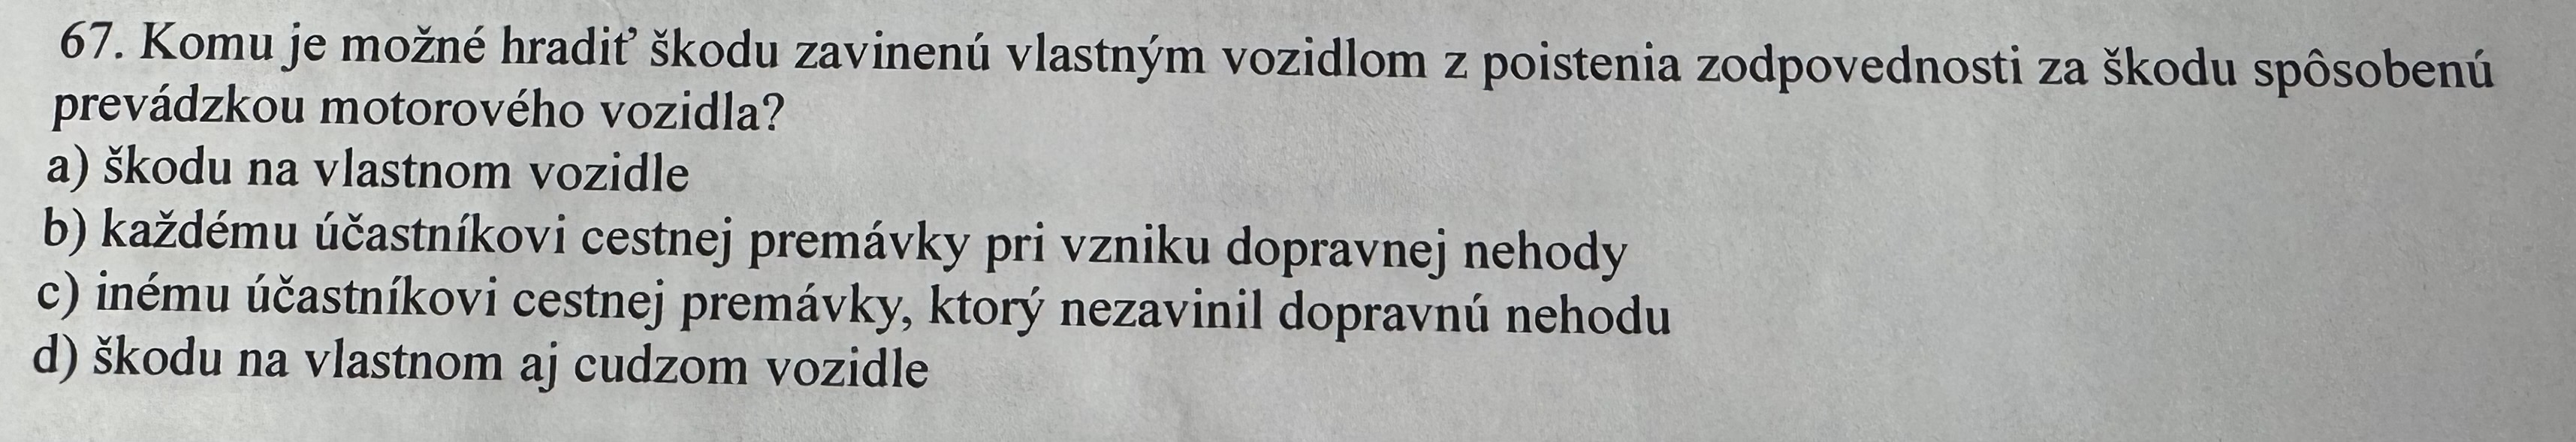 67. Komu je možné hradiť škodu zavinenú vlastným vozidlom z poistenia zodpovednosti za škodu spôsobenú
prevádzkou motorového vozidla?
a) škodu na vlastnom vozidle
b) každému účastníkovi cestnej premávky pri vzniku dopravnej nehody
c) inému účastníkovi cestnej premávky, ktorý nezavinil dopravnú nehodu
d) škodu na vlastnom aj cudzom vozidle